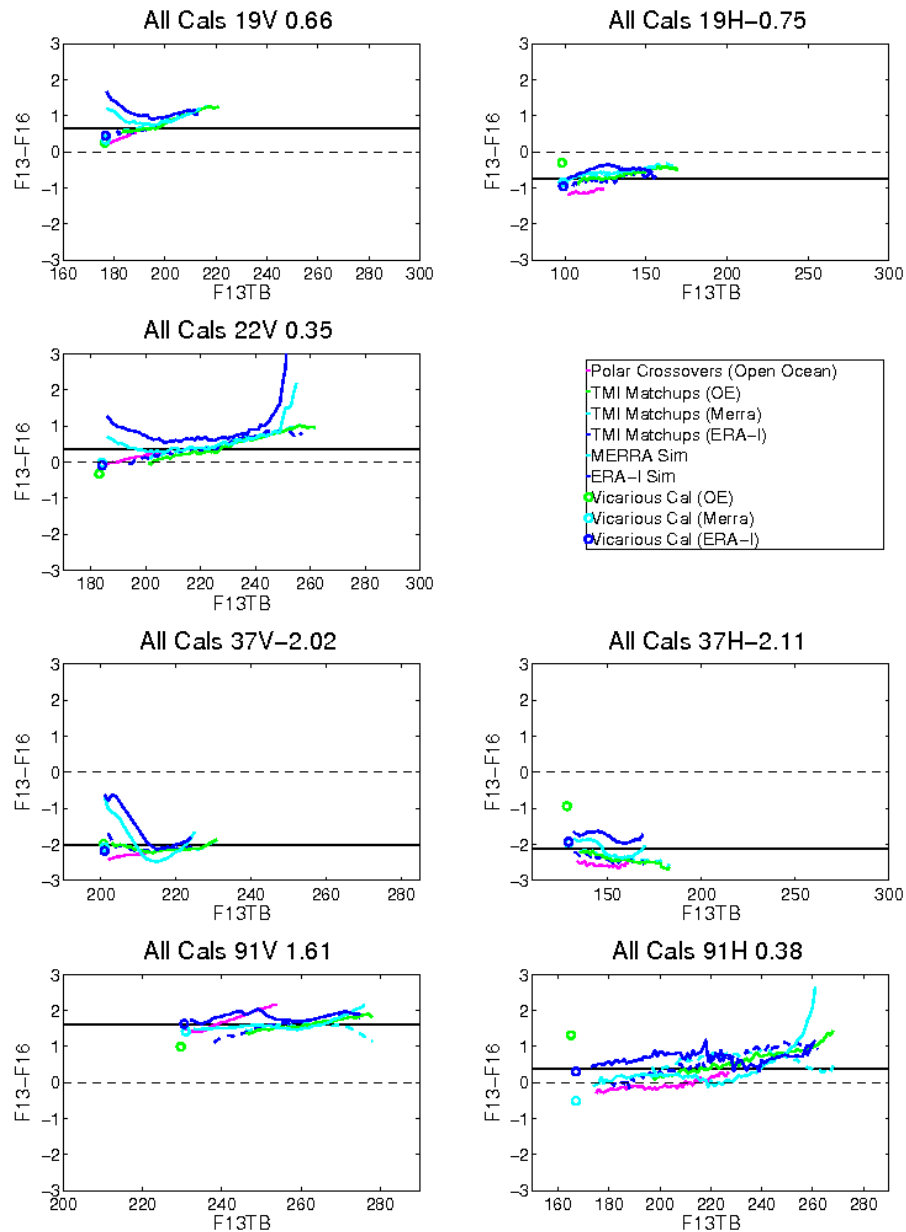 All Cals 19V 0.66
3
2
1
0
−1
−2
−3
F13−F16
160 180 200 220 240 260 280 300
F13TB
All Cals 19H−0.75
3
2
1
0
−1
−2
−3
F13−F16
100 150 200 250 300
F13TB
All Cals 22V 0.35
3
2
1
0
−1
−2
−3
F13−F16
180 200 220 240 260 280 300
F13TB
Polar Crossovers (Open Ocean)
TMI Matchups (OE)
TMI Matchups (Merra)
TMI Matchups (ERA−I)
MERRA Sim
ERA−I Sim
Vicarious Cal (OE)
Vicarious Cal (Merra)
Vicarious Cal (ERA−I)
All Cals 37V−2.02
3
2
1
0
−1
−2
−3
F13−F16
200 220 240 260 280
F13TB
All Cals 37H−2.11
3
2
1
0
−1
−2
−3
F13−F16
150 200 250 300
F13TB
All Cals 91V 1.61
3
2
1
0
−1
−2
−3
F13−F16
200 220 240 260 280
F13TB
All Cals 91H 0.38
3
2
1
0
−1
−2
−3
F13−F16
160 180 200 220 240 260 280
F13TB